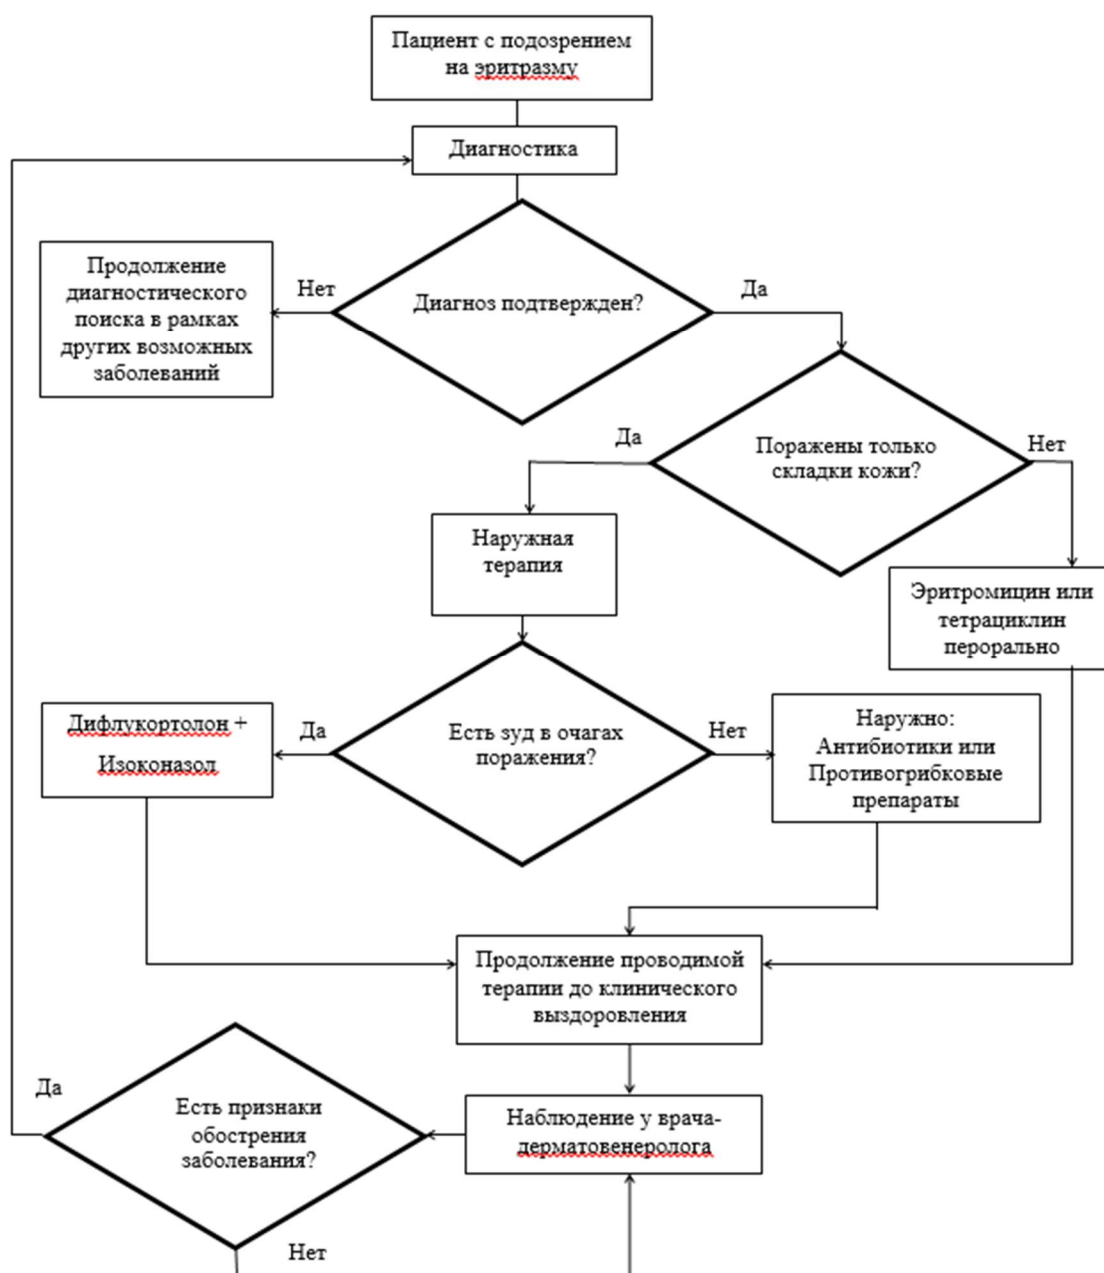 Пациент с подозрением
на эритразму
Диагностика
Продолжение
диагностического
поиска в рамках
других возможных
заболеваний
Нет
Диагноз подтвержден?
Да
Да
Поражены только
складки кожи?
Нет
Наружная
терапия
Эритромицин или
тетрациклин
перорально
Дифлукортолон +
Изоконазол
Да
Есть зуд в очагах
поражения?
Нет
Наружно:
Антибиотики или
Противогрибковые
препараты
Продолжение проводимой
терапии до клинического
выздоровления
Да
Есть признаки
обострения
заболевания?
Наблюдение у врача-
дерматовенеролога
Нет